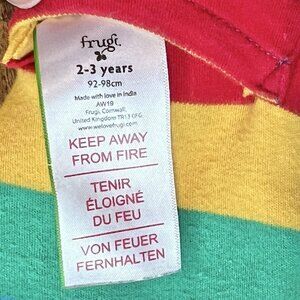 frugi
2-3 years
92-98cm
Made with love in India
AW19
Frugi, Cornwall,
United Kingdom TR13 0FG
www.welovefrugi.com
KEEP AWAY
FROM FIRE
TENIR
ÉLOIGNÉ
DU FEU
VON FEUER
FERNHALTEN